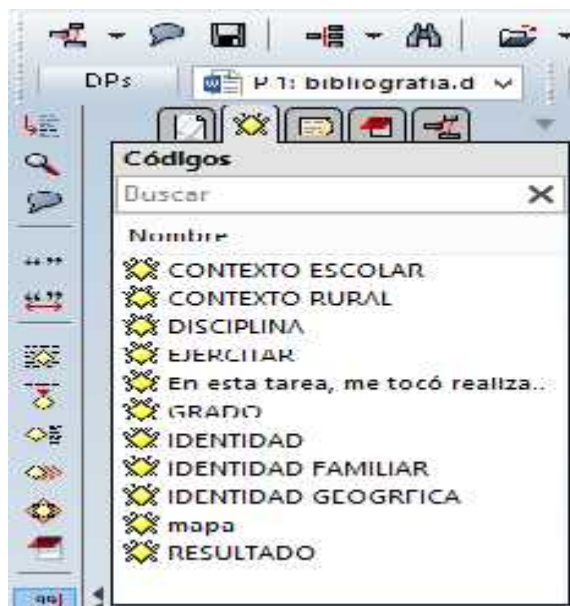 DPs
P 1: bibliografia.d
Códigos
Buscar
Nombre
CONTEXTO ESCOLAR
CONTEXTO RURAL
DISCIPLINA
EJERCITAR
En esta tarea, me tocó realiza..
GRADO
IDENTIDAD
IDENTIDAD FAMILIAR
IDENTIDAD GEOGRFICA
mapa
RESULTADO